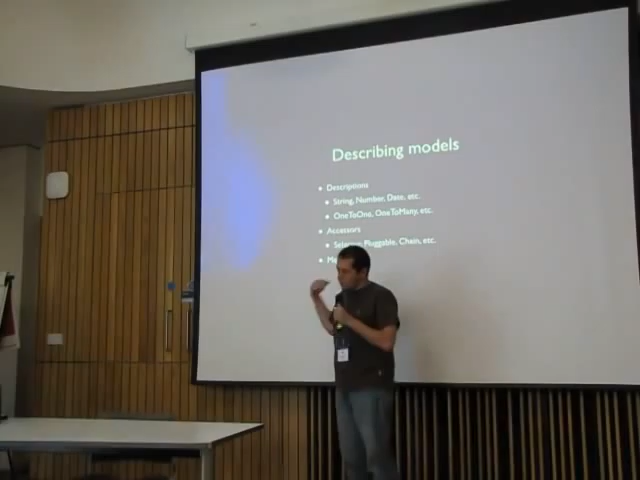 Describing models
• Descriptions
• String, Number, Date, etc.
• OneToOne, OneToMany, etc.
• Accessors
• Pluggable, Chain, etc.